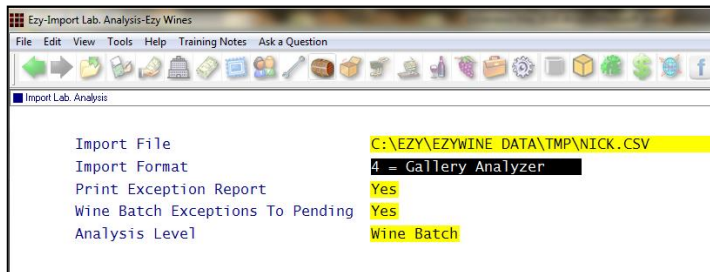 Ezy-Import Lab. Analysis-Ezy Wines
File Edit View Tools Help Training Notes Ask a Question
Import Lab. Analysis
Import File C:\EZY\EZYWINE DATA\TMP\NICK.CSV
Import Format 4 = Gallery Analyzer
Print Exception Report Yes
Wine Batch Exceptions To Pending Yes
Analysis Level Wine Batch